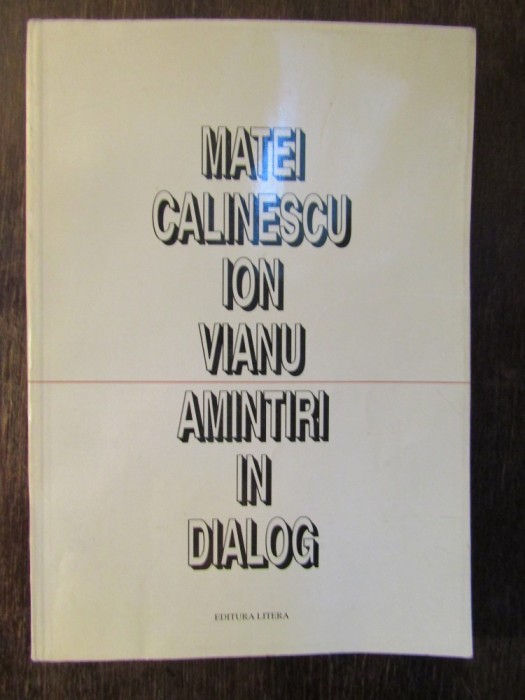 MATEI
CALINESCU
ION
VIANU
AMINTIRI
IN
DIALOG
EDITURA LITERA